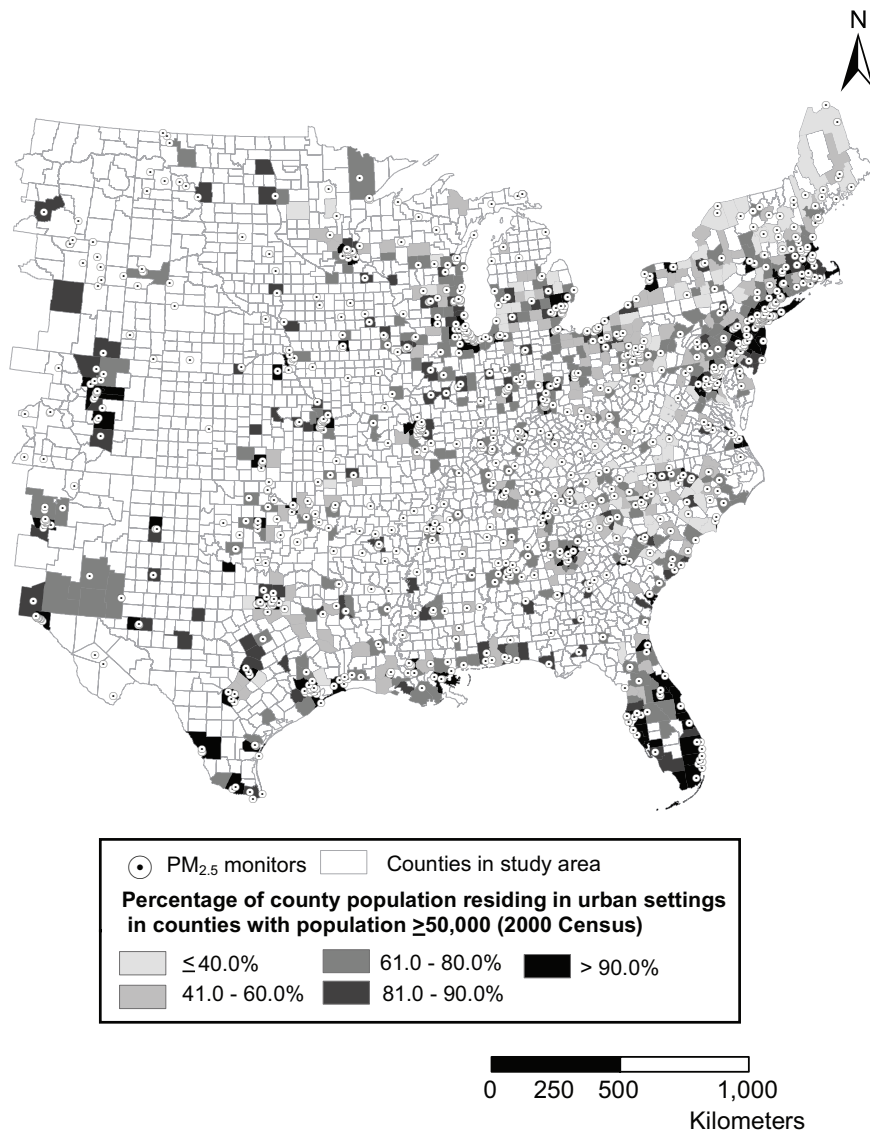 N
PM2.5 monitors Counties in study area
Percentage of county population residing in urban settings
in counties with population ≥50,000 (2000 Census)
≤ 40.0% 61.0 - 80.0% > 90.0%
41.0 - 60.0% 81.0 - 90.0%
0 250 500 1,000
Kilometers